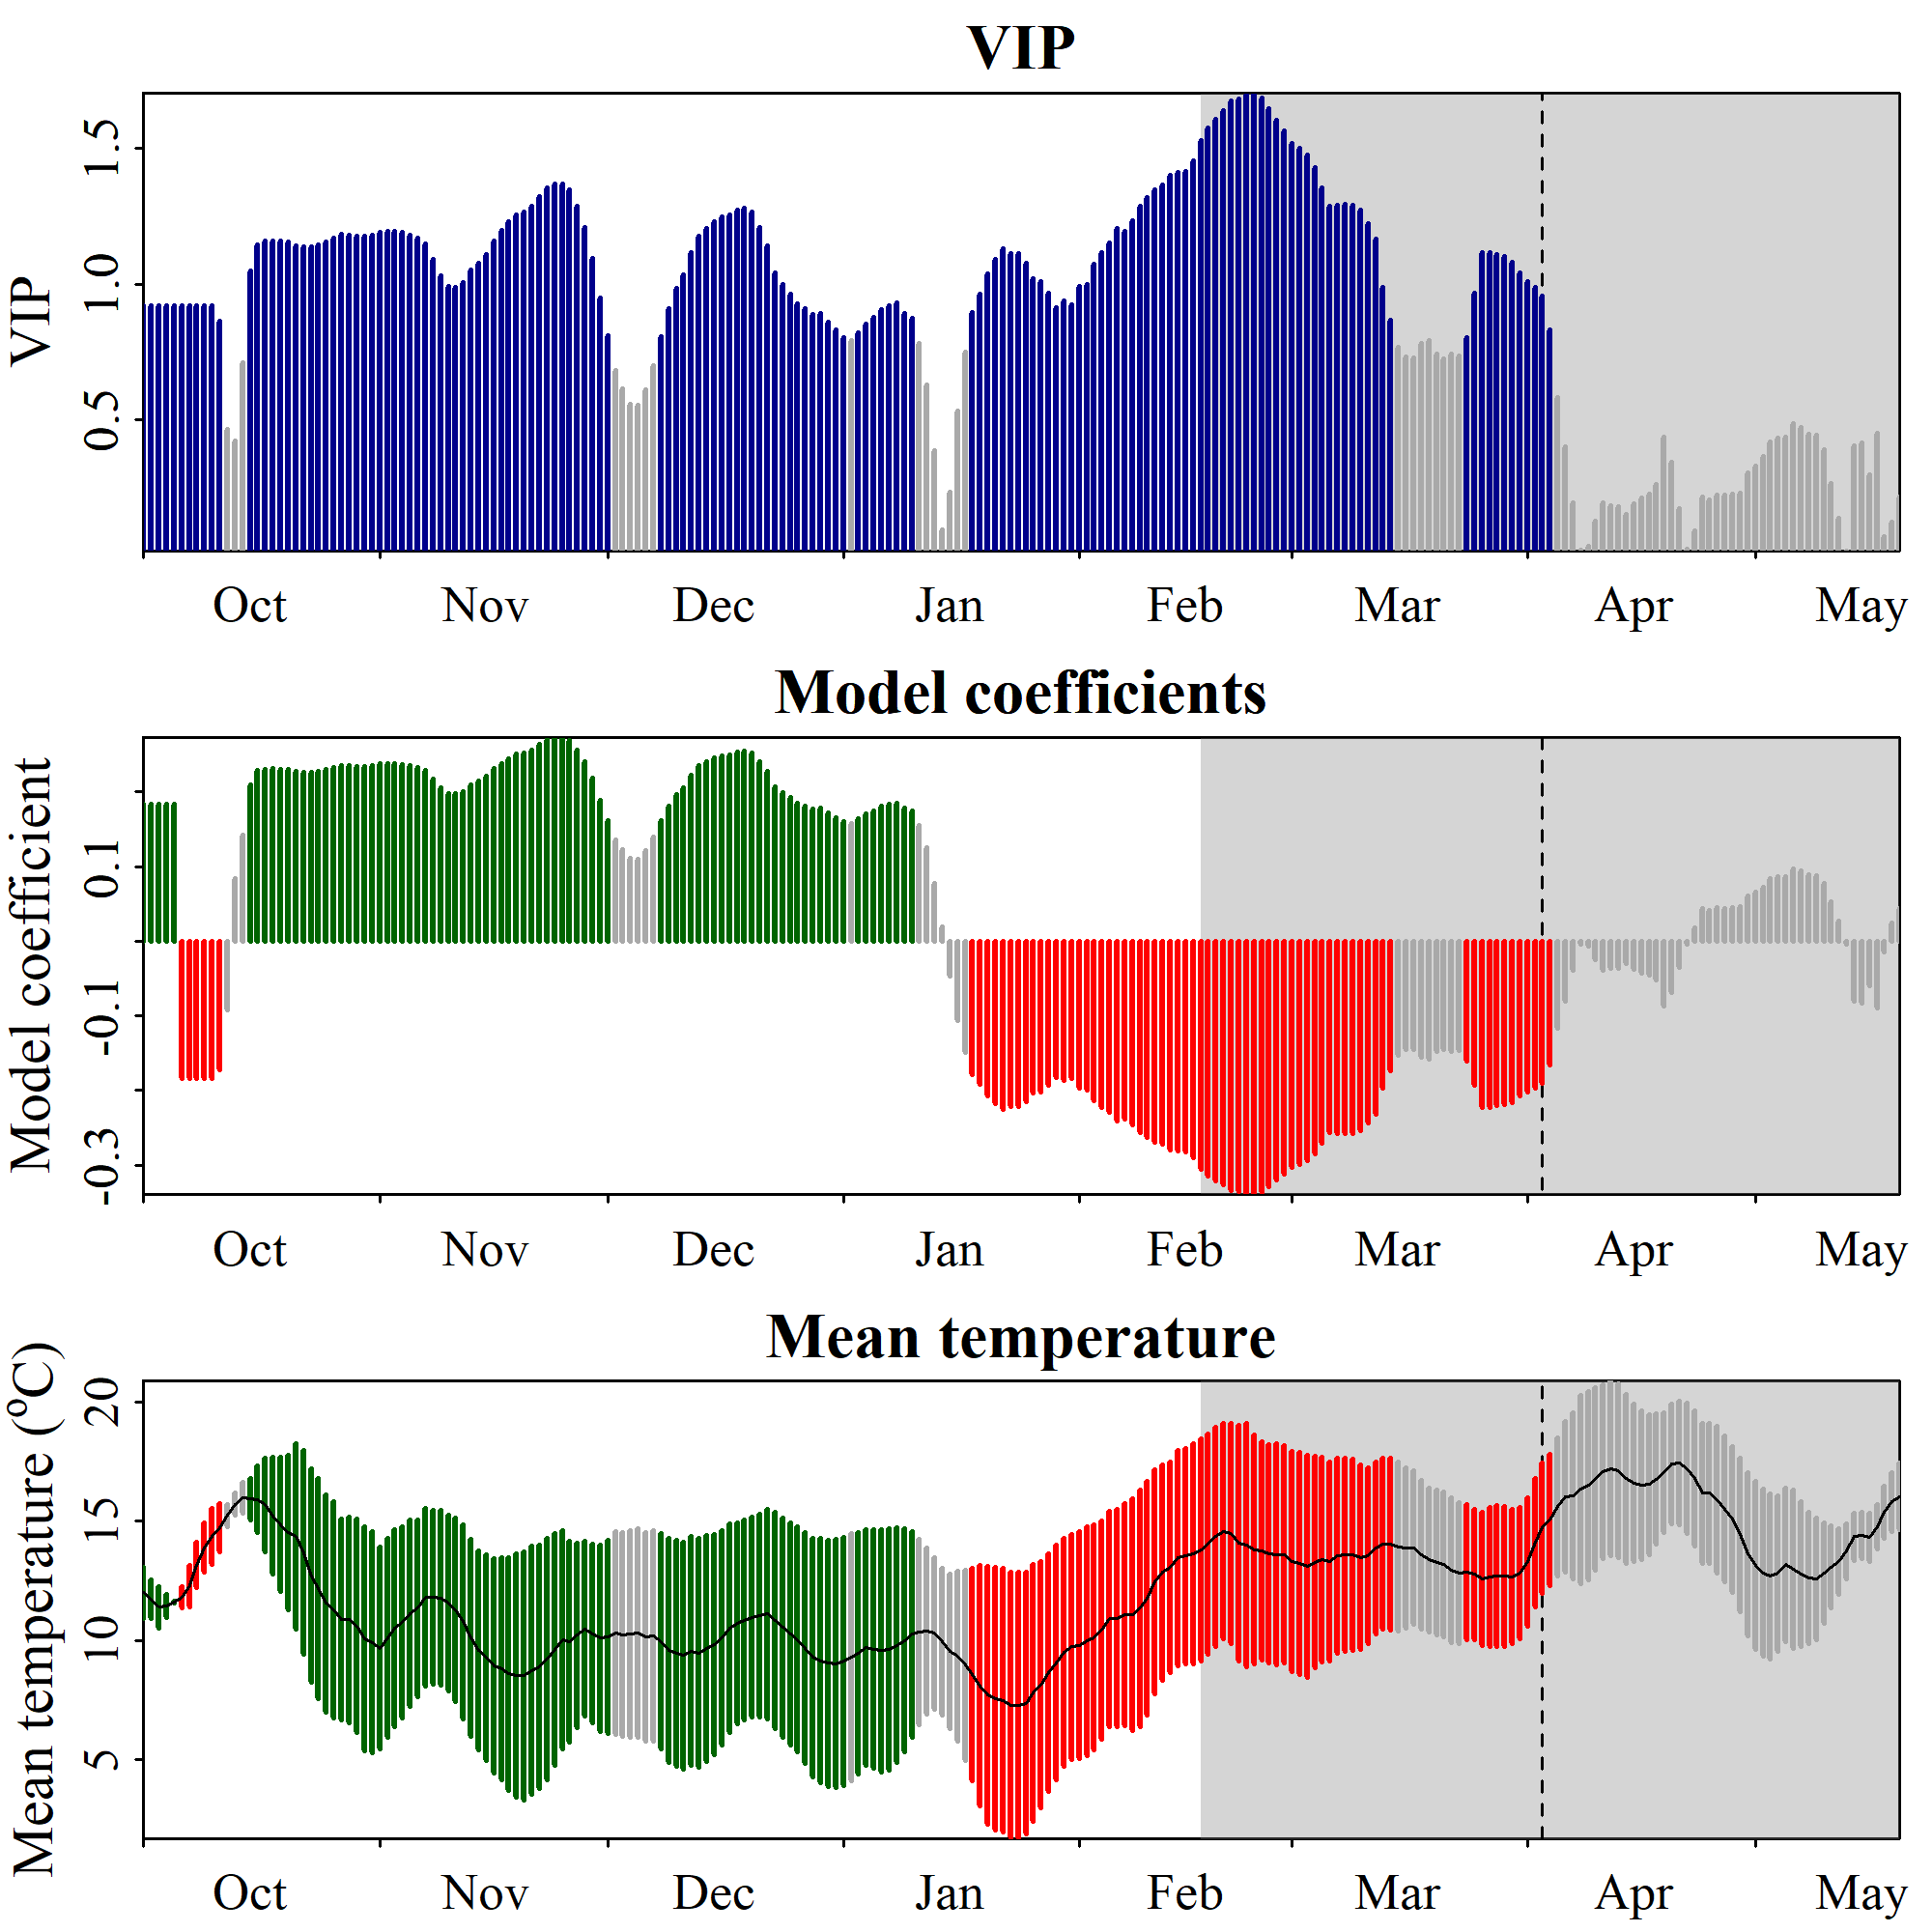 VIP
VIP
1.5
1.0
0.5
Oct Nov Dec Jan Feb Mar Apr May
Model coefficients
Model coefficient
0.1
-0.1
-0.3
Oct Nov Dec Jan Feb Mar Apr May
Mean temperature
Mean temperature (ºC)
20
15
10
5
Oct Nov Dec Jan Feb Mar Apr May